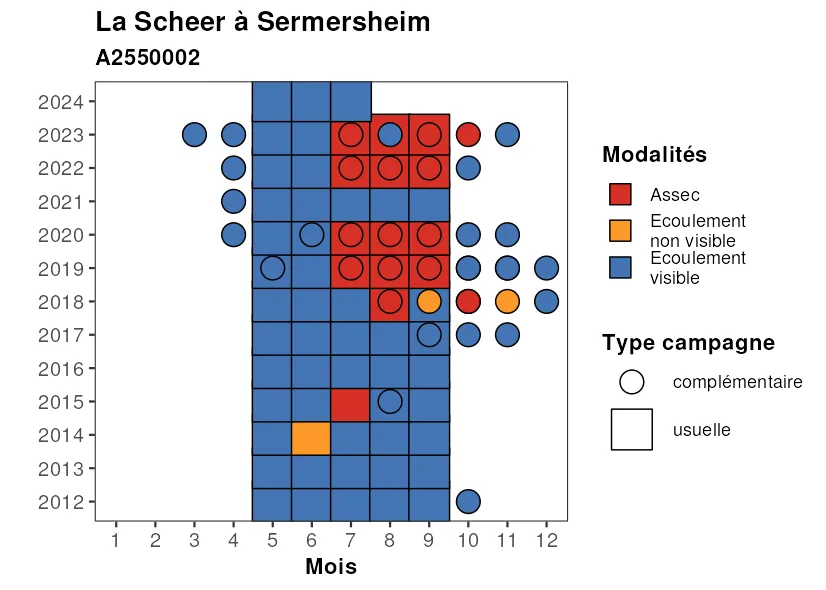 La Scheer à Sermersheim
A2550002
2024
2023
2022
2021
2020
2019
2018
2017
2016
2015
2014
2013
2012
1 2 3 4 5 6 7 8 9 10 11 12
Mois
Modalités
Assec
Ecoulement
non visible
Ecoulement
visible
Type campagne
complémentaire
usuelle